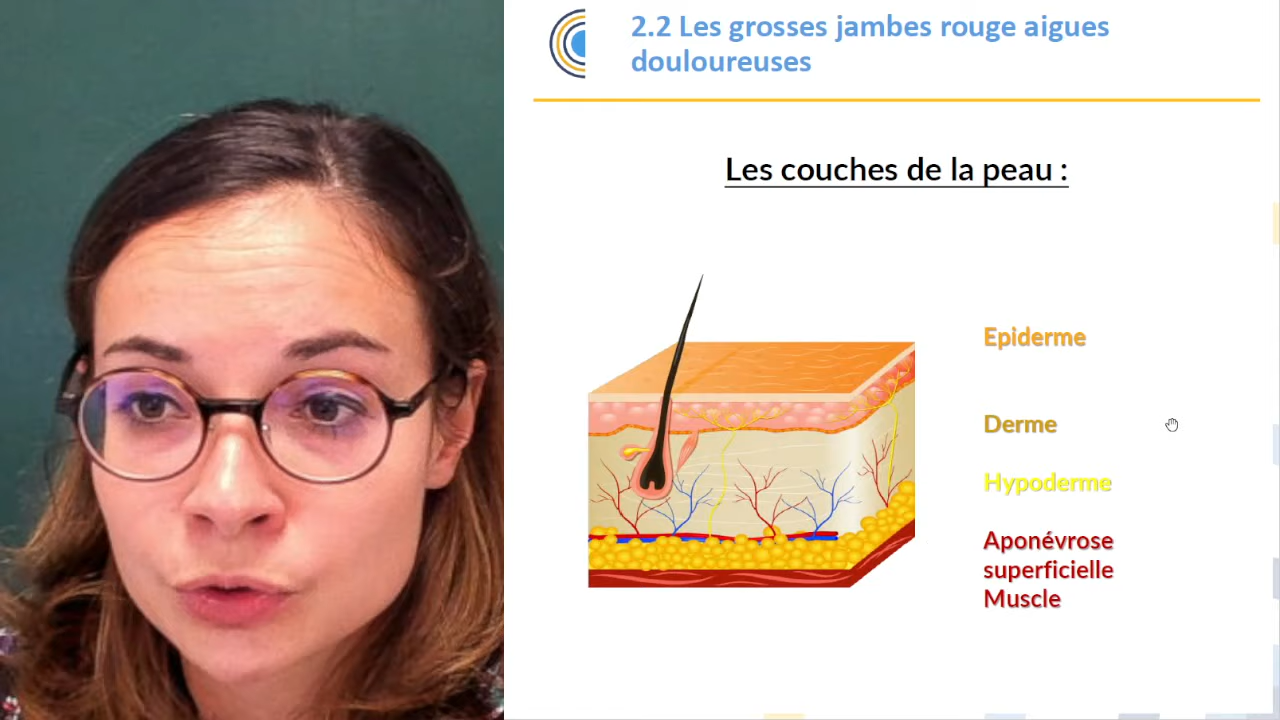 2.2 Les grosses jambes rouge aigues
douloureuses
Les couches de la peau :
Epiderme
Derme
Hypoderme
Aponévrose
superficielle
Muscle